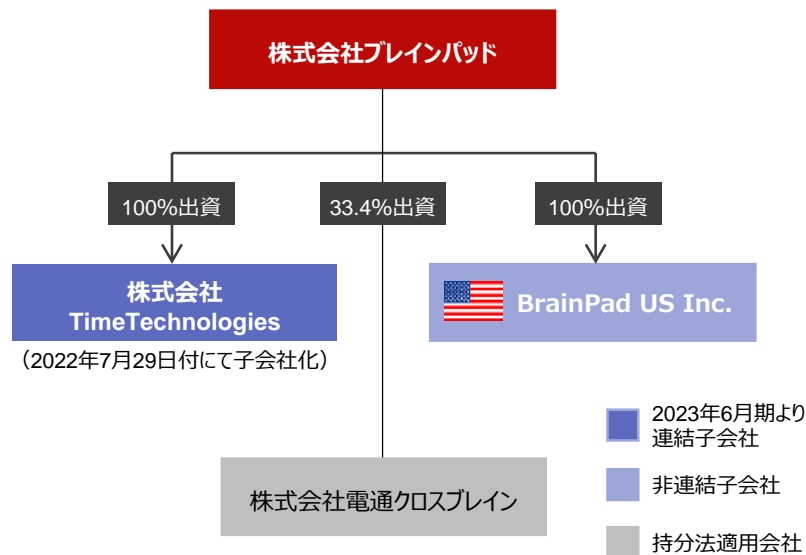 株式会社ブレインパッド
100%出資
33.4%出資
100%出資
株式会社
TimeTechnologies
（2022年7月29日付にて子会社化）
BrainPad US Inc.
株式会社電通クロスブレイン
2023年6月期より
連結子会社
非連結子会社
持分法適用会社